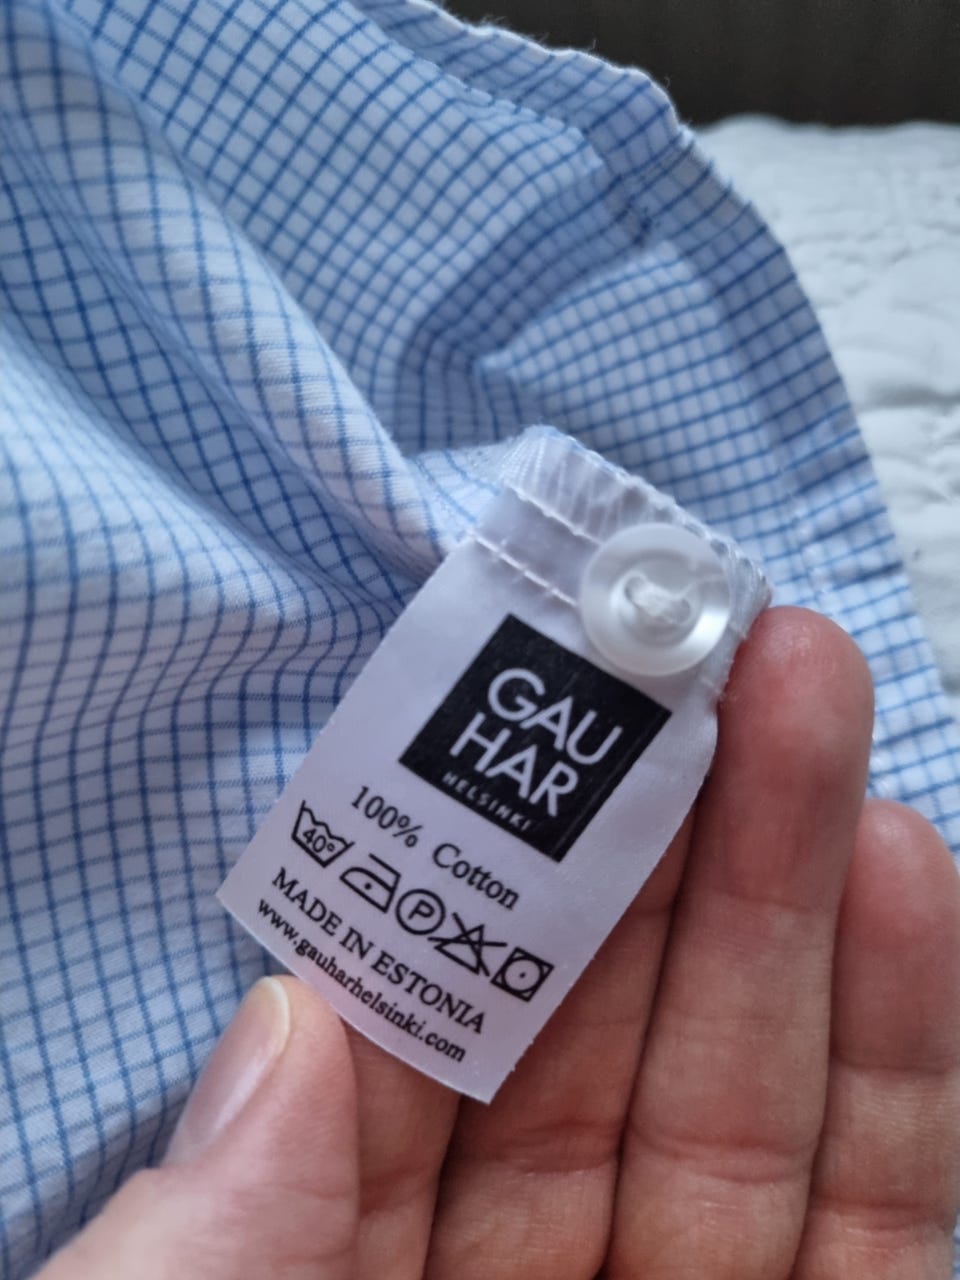 GAU
HAR
HELSINKI
100% Cotton
40° P
MADE IN ESTONIA
www.gauharhelsinki.com